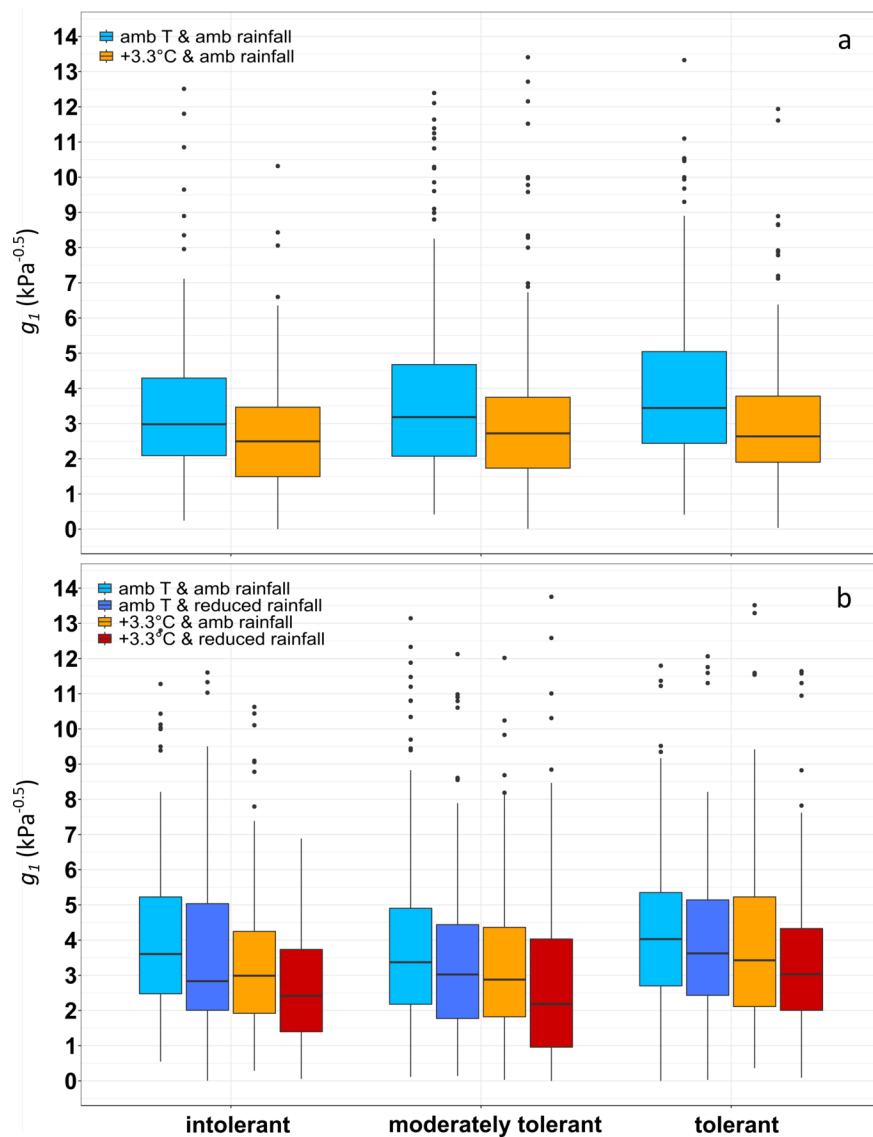 a
amb T & amb rainfall
+3.3°C & amb rainfall
14
13
12
11
10
9
8
7
6
5
4
3
2
1
0
g1 (kPa-0.5)
b
amb T & amb rainfall
amb T & reduced rainfall
+3.3°C & amb rainfall
+3.3°C & reduced rainfall
14
13
12
11
10
9
8
7
6
5
4
3
2
1
0
g1 (kPa-0.5)
intolerant moderately tolerant tolerant